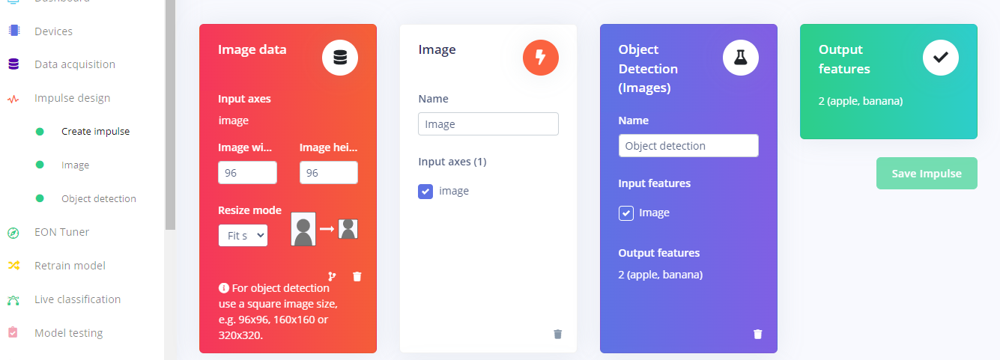 Dashboard
Devices
Data acquisition
Impulse design
Create impulse
Image
Object detection
EON Tuner
Retrain model
Live classification
Model testing
Image data
Input axes
image
Image wi...
Image hei...
96
96
Resize mode
Fit s
For object detection
use a square image size,
e.g. 96x96, 160x160 or
320x320.
Image
Name
Image
Input axes (1)
image
Object
Detection
(Images)
Name
Object detection
Input features
Image
Output features
2 (apple, banana)
Output
features
2 (apple, banana)
Save Impulse